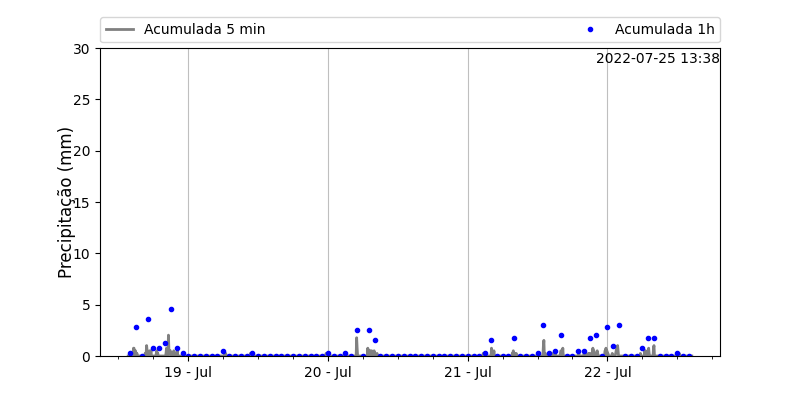 Acumulada 5 min
Acumulada 1h
2022-07-25 13:38
Precipitação (mm)
30
25
20
15
10
5
0
19 - Jul
20 - Jul
21 - Jul
22 - Jul